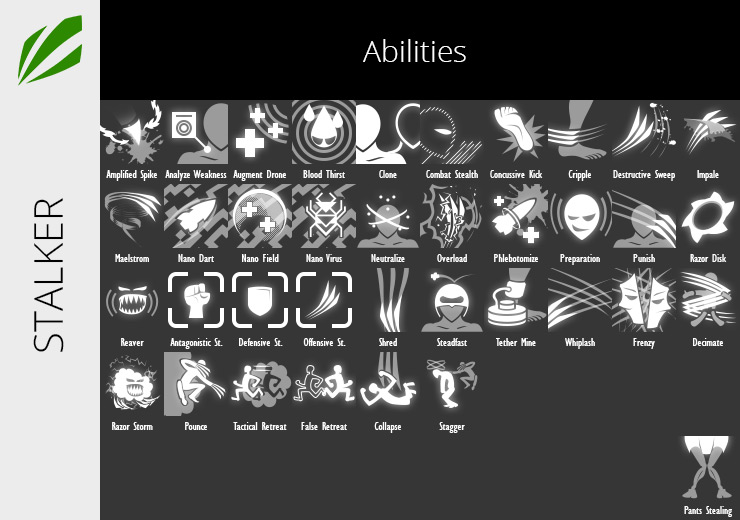 STALKER
Abilities
Amplified Spike Analyze Weakness Augment Drone Blood Thirst Clone Combat Stealth Concussive Kick Cripple Destructive Sweep Impale
Maelstrom Nano Dart Nano Field Nano Virus Neutralize Overload Phlebotomize Preparation Punish Razor Disk
Reaver Antagonistic St. Defensive St. Offensive St. Shred Steadfast Tether Mine Whiplash Frenzy Decimate
Razor Storm Pounce Tactical Retreat False Retreat Collapse Stagger
Pants Stealing